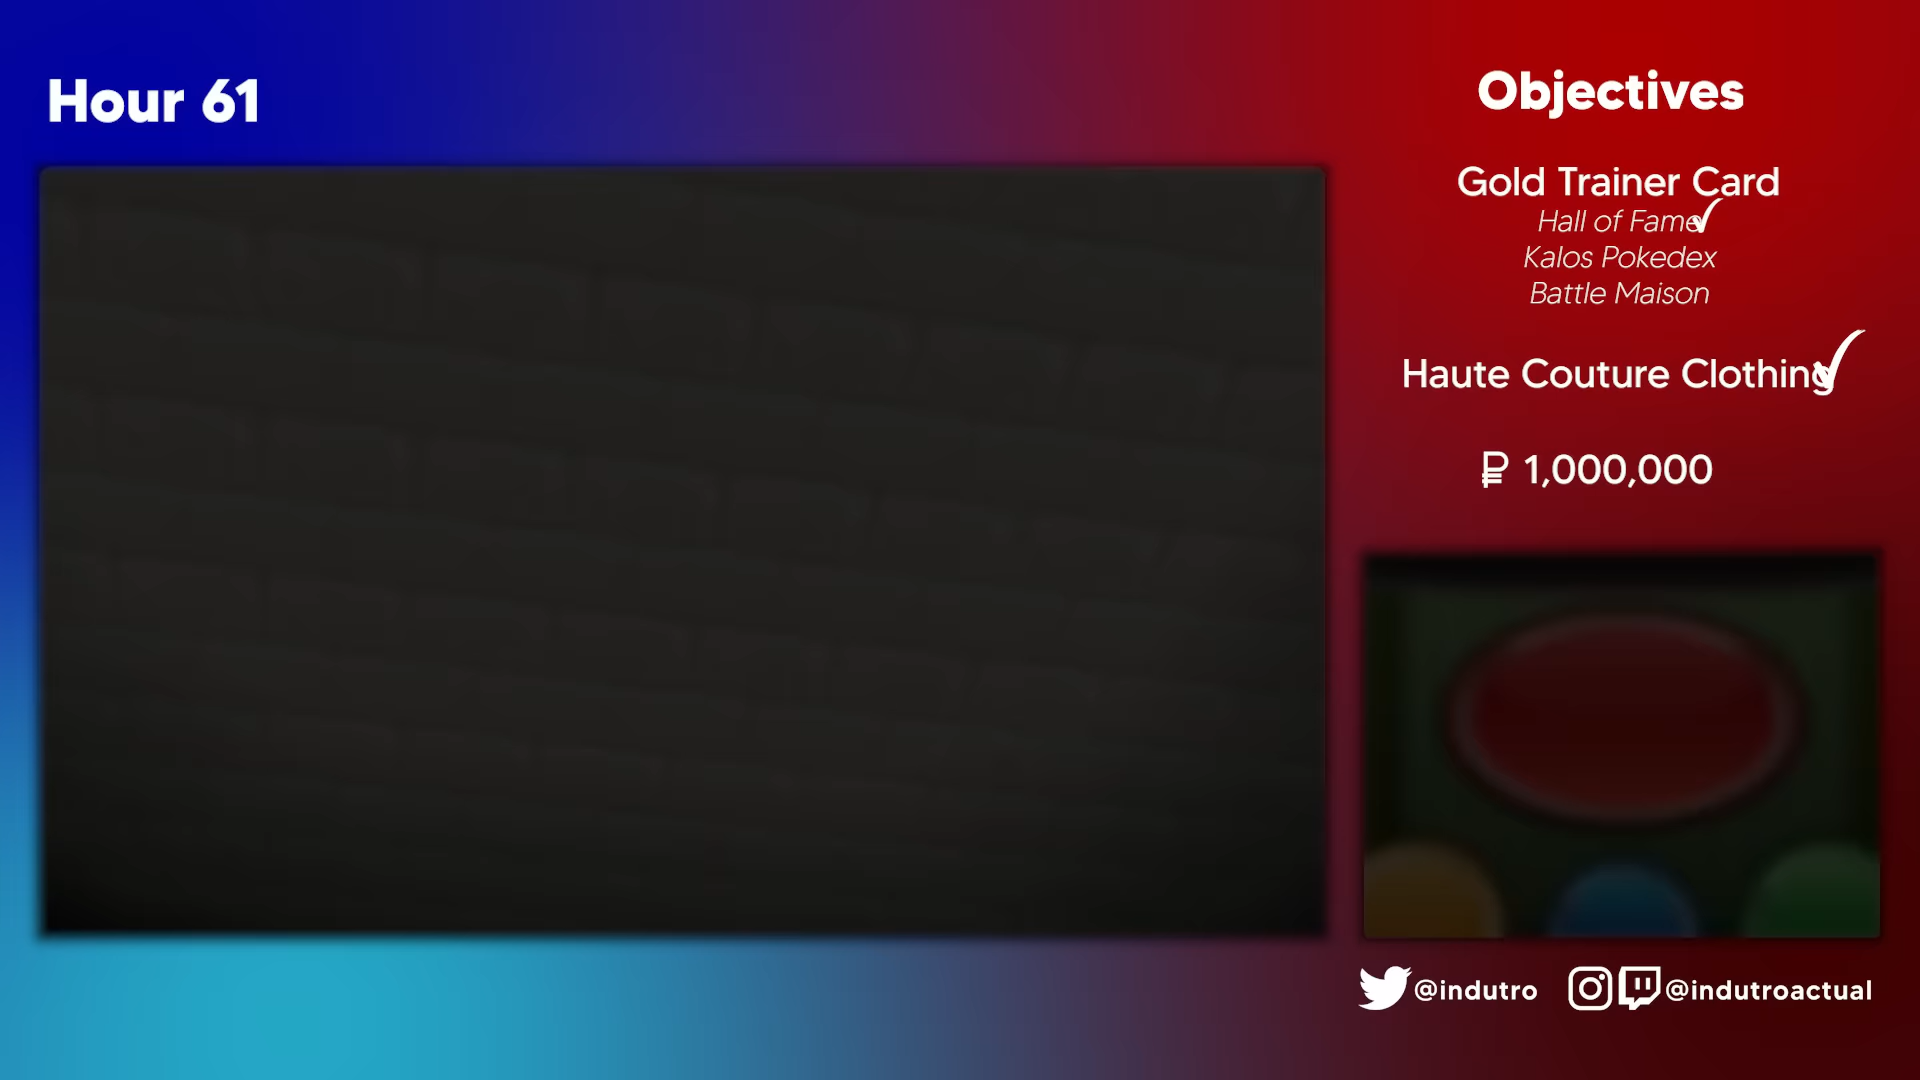 Hour 61
Objectives
Gold Trainer Card
Hall of Fame
Kalos Pokedex
Battle Maison
Haute Couture Clothing
1,000,000
@indutro
@indutroactual